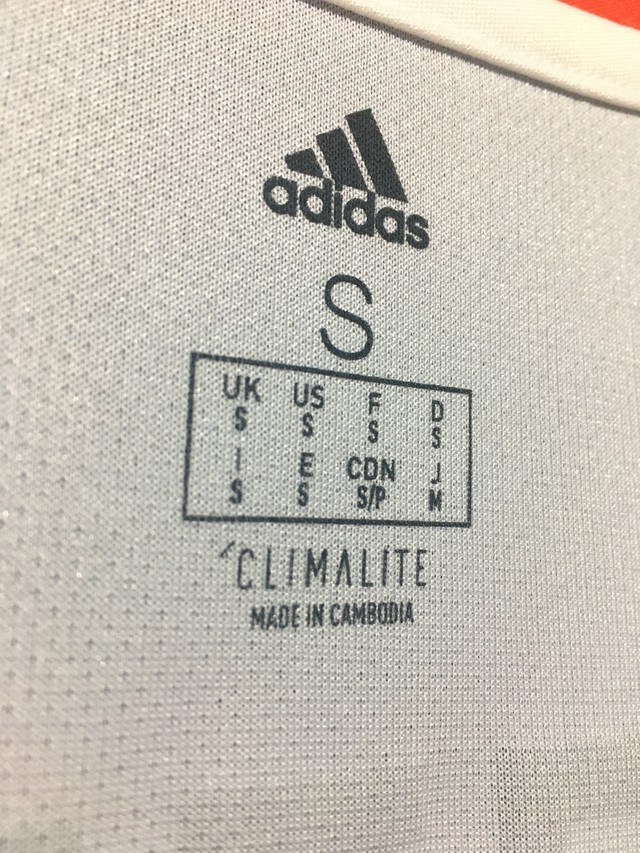 adidas
S
UK US F D
S S S S
I E CDN J
S S S/P M
CLIMALITE
MADE IN CAMBODIA